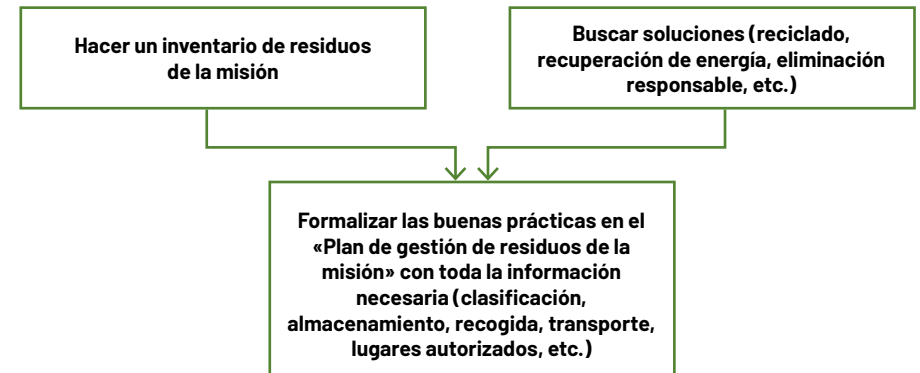 Hacer un inventario de residuos
de la misión
Buscar soluciones (reciclado,
recuperación de energía, eliminación
responsable, etc.)
Formalizar las buenas prácticas en el
«Plan de gestión de residuos de la
misión» con toda la información
necesaria (clasificación,
almacenamiento, recogida, transporte,
lugares autorizados, etc.)